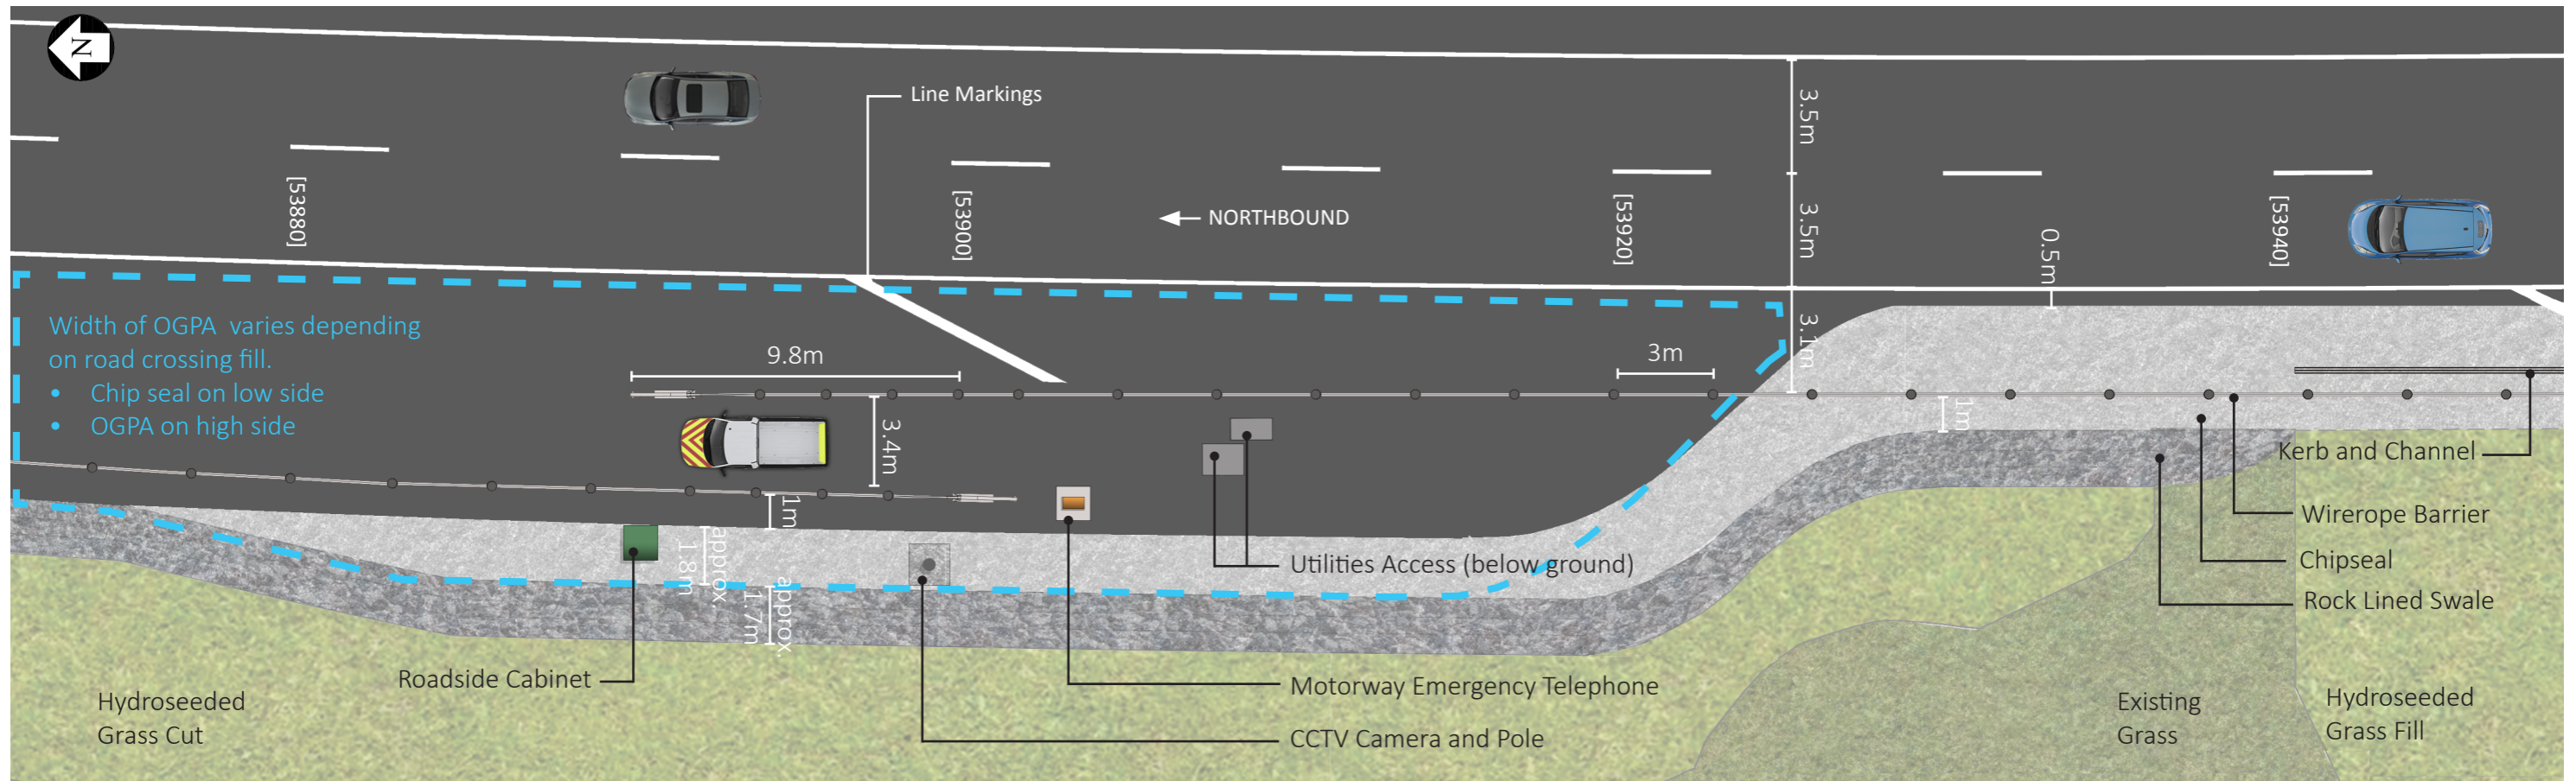 N
Line Markings
3.5m
[53880]
[53900]
NORTHBOUND
[53920]
3.5m
[53940]
0.5m
Width of OGPA  varies depending
on road crossing fill.
• Chip seal on low side
• OGPA on high side
9.8m
3m
3.1m
3.4m
1m
1m
approx.
1.8m
approx.
1.7m
Kerb and Channel
Wirerope Barrier
Chipseal
Rock Lined Swale
Utilities Access (below ground)
Roadside Cabinet
Motorway Emergency Telephone
CCTV Camera and Pole
Hydroseeded
Grass Cut
Existing
Grass
Hydroseeded
Grass Fill